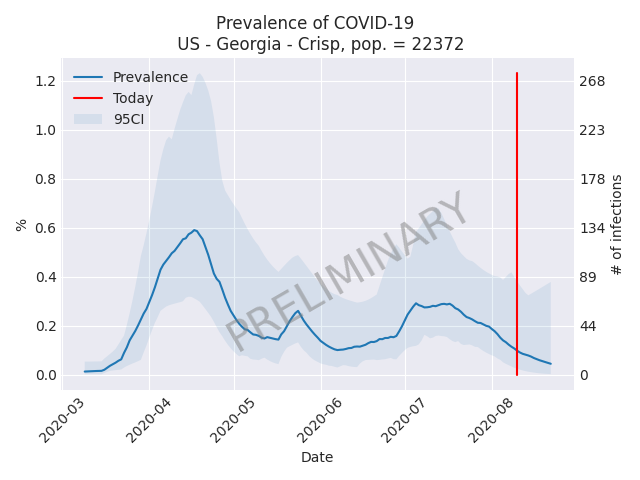 Prevalence of COVID-19
US - Georgia - Crisp, pop. = 22372
Prevalence
Today
95CI
1.2
1.0
0.8
0.6
0.4
0.2
0.0
%
268
223
178
134
89
44
0
# of infections
PRELIMINARY
2020-03
2020-04
2020-05
2020-06
2020-07
2020-08
Date